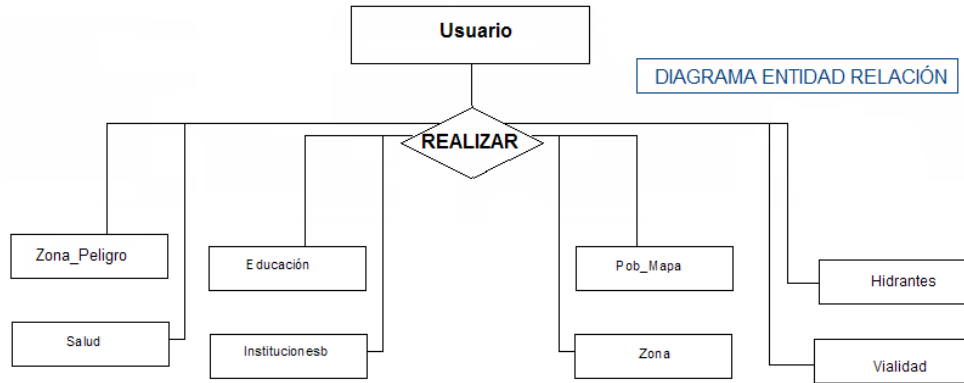 Usuario
DIAGRAMA ENTIDAD RELACIÓN
REALIZAR
Zona_Peligro
Educación
Pob_Mapa
Hidrantes
Salud
Institucionesb
Zona
Vialidad